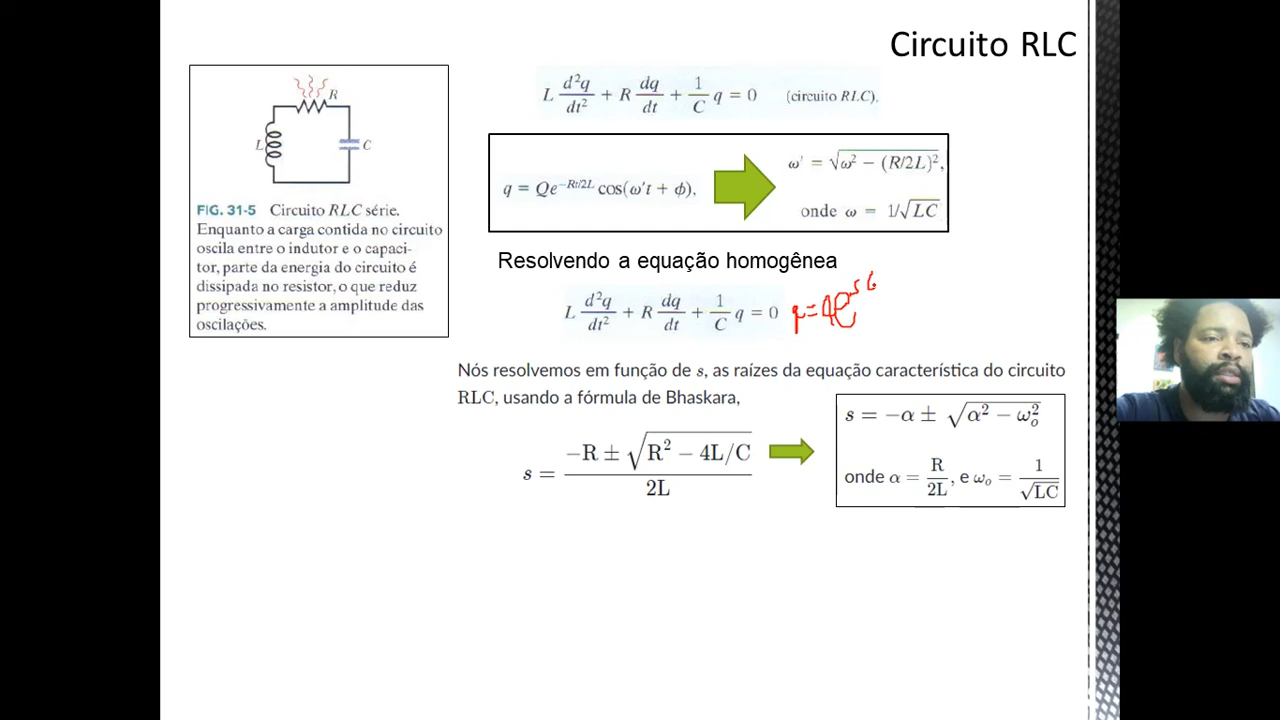 Circuito RLC
R
L
C
FIG. 31-5 Circuito RLC série.
Enquanto a carga contida no circuito
oscila entre o indutor e o capaci-
tor, parte da energia do circuito é
dissipada no resistor, o que reduz
progressivamente a amplitude das
oscilações.
L d²q/dt² + R dq/dt + 1/C q = 0 (circuito RLC).
q = Qe^(−Rt/2L) cos(ω't + ϕ),
ω' = √(ω² − (R/2L)²),
onde ω = 1/√LC
Resolvendo a equação homogênea
L d²q/dt² + R dq/dt + 1/C q = 0
Nós resolvemos em função de s, as raízes da equação característica do circuito
RLC, usando a fórmula de Bhaskara,
s = (−R ± √(R² − 4L/C))/2L
s = −α ± √(α² − ω₀²)
onde α = R/2L, e ω₀ = 1/√LC